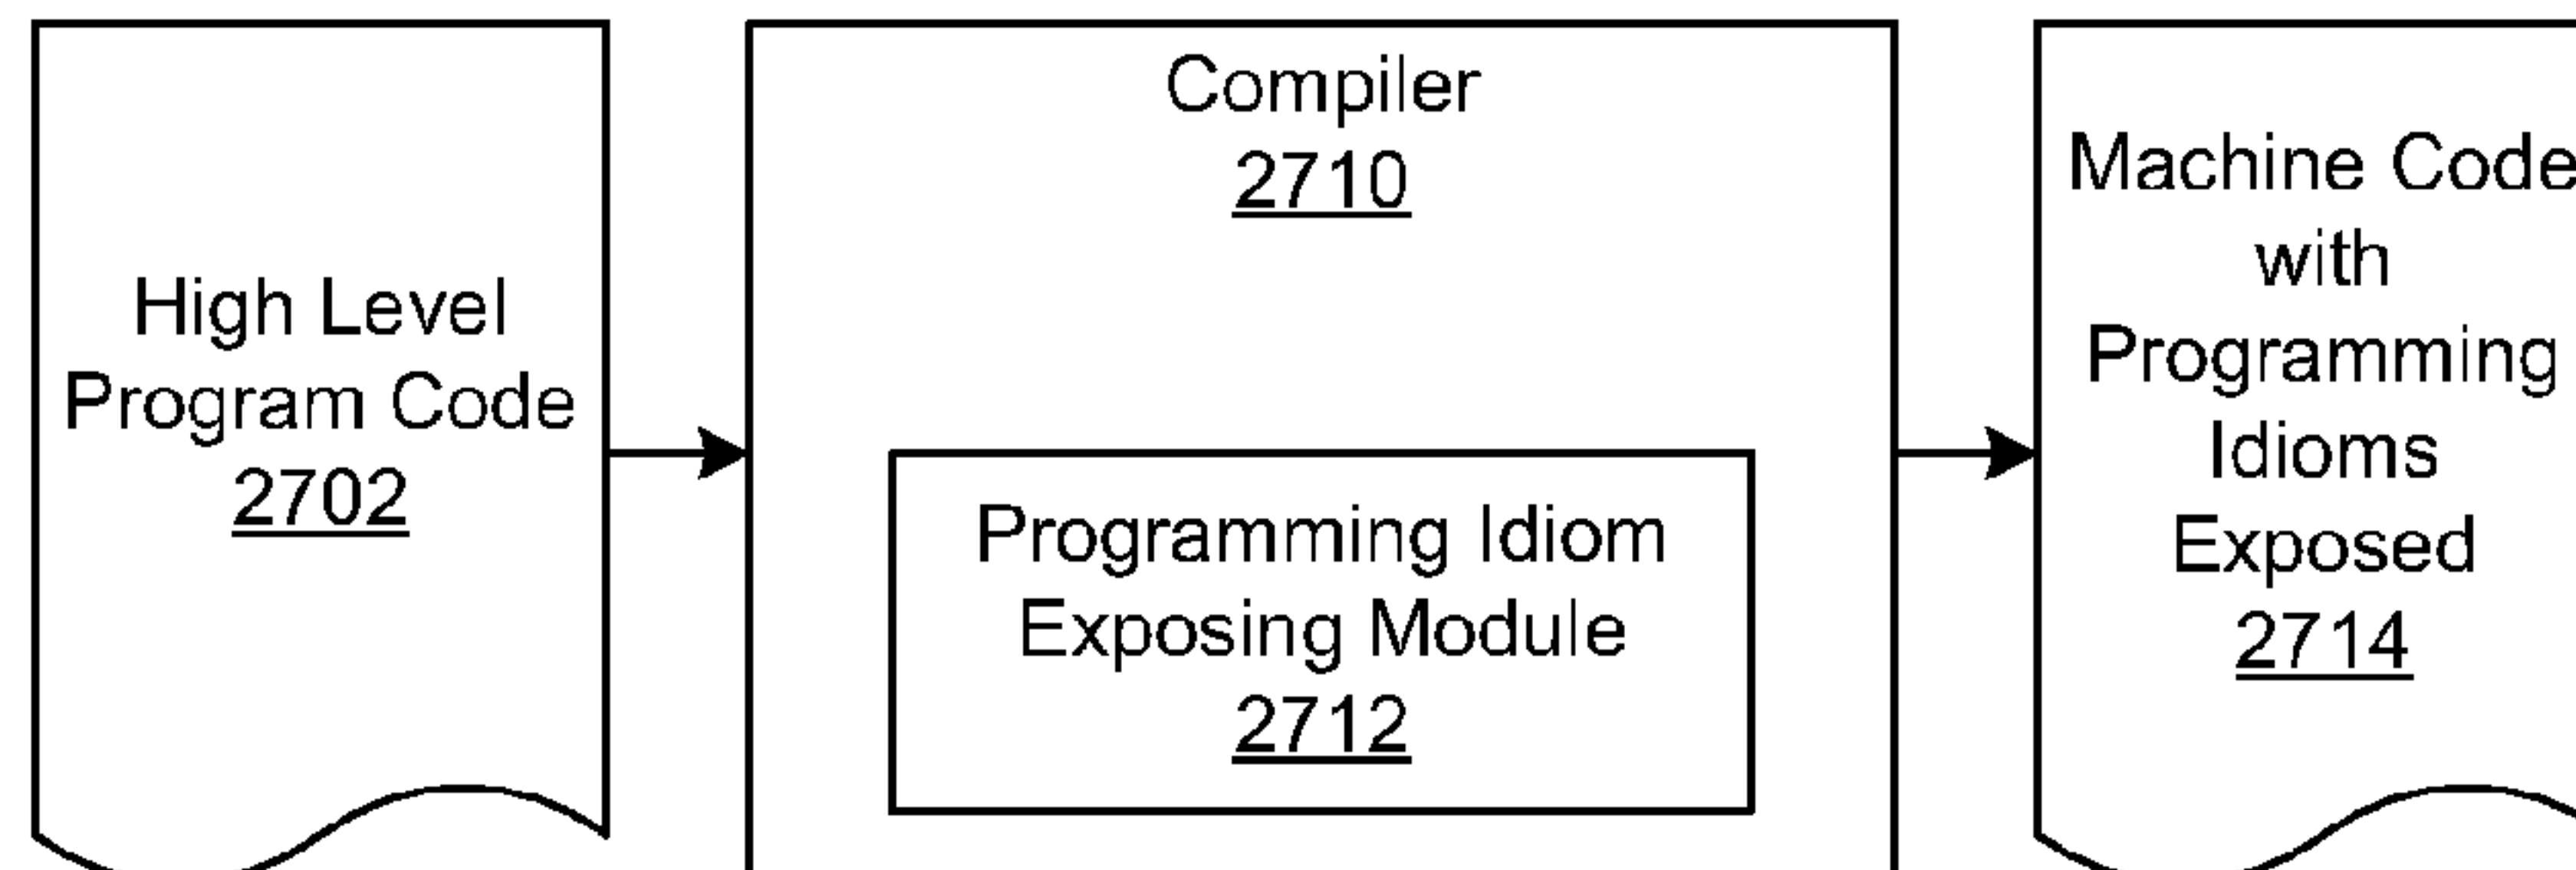 High Level
Program Code
2702
Compiler
2710
Programming Idiom
Exposing Module
2712
Machine Code
with
Programming
Idioms
Exposed
2714